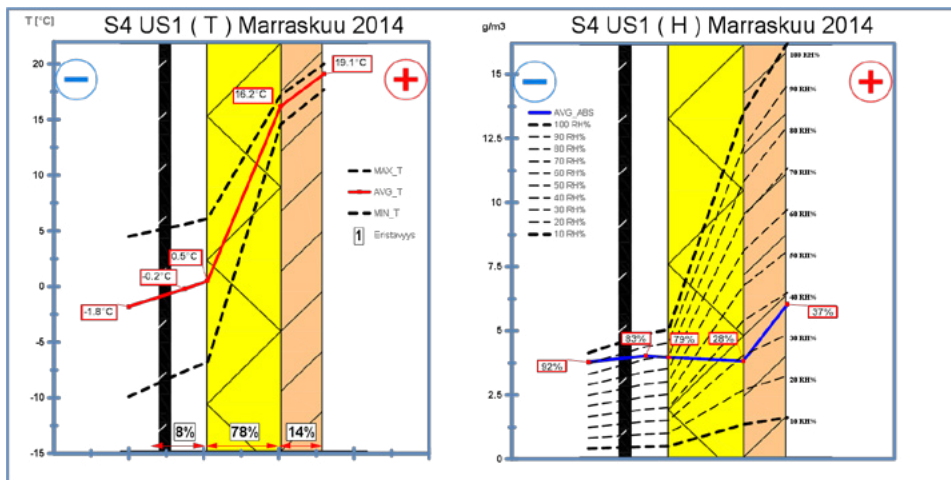 T [°C]
S4 US1 ( T ) Marraskuu 2014
20
15
10
5
0
-5
-10
-15
19.1°C
16.2°C
0.5°C
-0.2°C
-1.8°C
MAX_T
AVG_T
MIN_T
1 Eristävyys
8%
78%
14%
g/m3
S4 US1 ( H ) Marraskuu 2014
15
12.5
10
7.5
5
2.5
0
AVG_ABS
100 RH%
90 RH%
80 RH%
70 RH%
60 RH%
50 RH%
40 RH%
30 RH%
20 RH%
10 RH%
100 RH%
90 RH%
80 RH%
70 RH%
60 RH%
50 RH%
40 RH%
30 RH%
20 RH%
10 RH%
92%
83%
79%
28%
37%